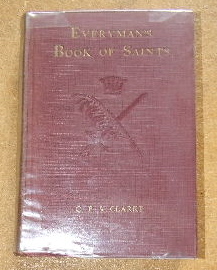 EVERYMAN'S
BOOK OF SAINTS
C. P. S. CLARKE